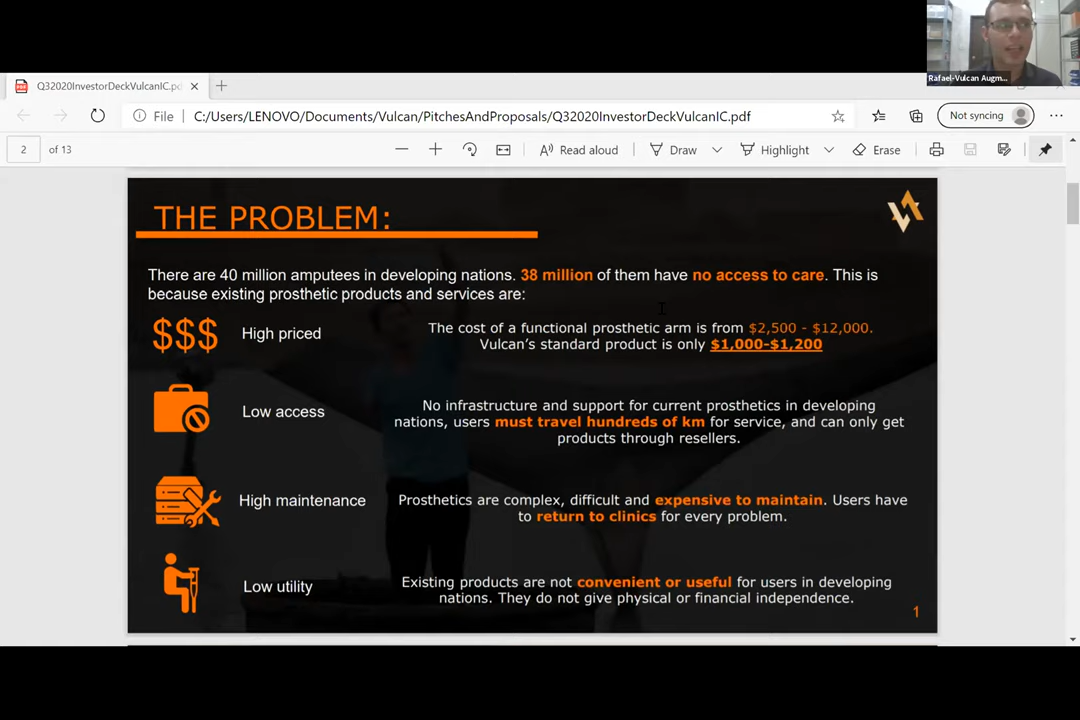 Rafael-Vulcan Augm...
Q32020InvestorDeckVulcanIC.pd
File
C:/Users/LENOVO/Documents/Vulcan/PitchesAndProposals/Q32020InvestorDeckVulcanIC.pdf
Not syncing
2 of 13
Read aloud
Draw
Highlight
Erase
THE PROBLEM:
There are 40 million amputees in developing nations. 38 million of them have no access to care. This is
because existing prosthetic products and services are:
$$$
High priced
The cost of a functional prosthetic arm is from $2,500 - $12,000.
Vulcan's standard product is only $1,000-$1,200
Low access
No infrastructure and support for current prosthetics in developing
nations, users must travel hundreds of km for service, and can only get
products through resellers.
High maintenance
Prosthetics are complex, difficult and expensive to maintain. Users have
to return to clinics for every problem.
Low utility
Existing products are not convenient or useful for users in developing
nations. They do not give physical or financial independence.
1